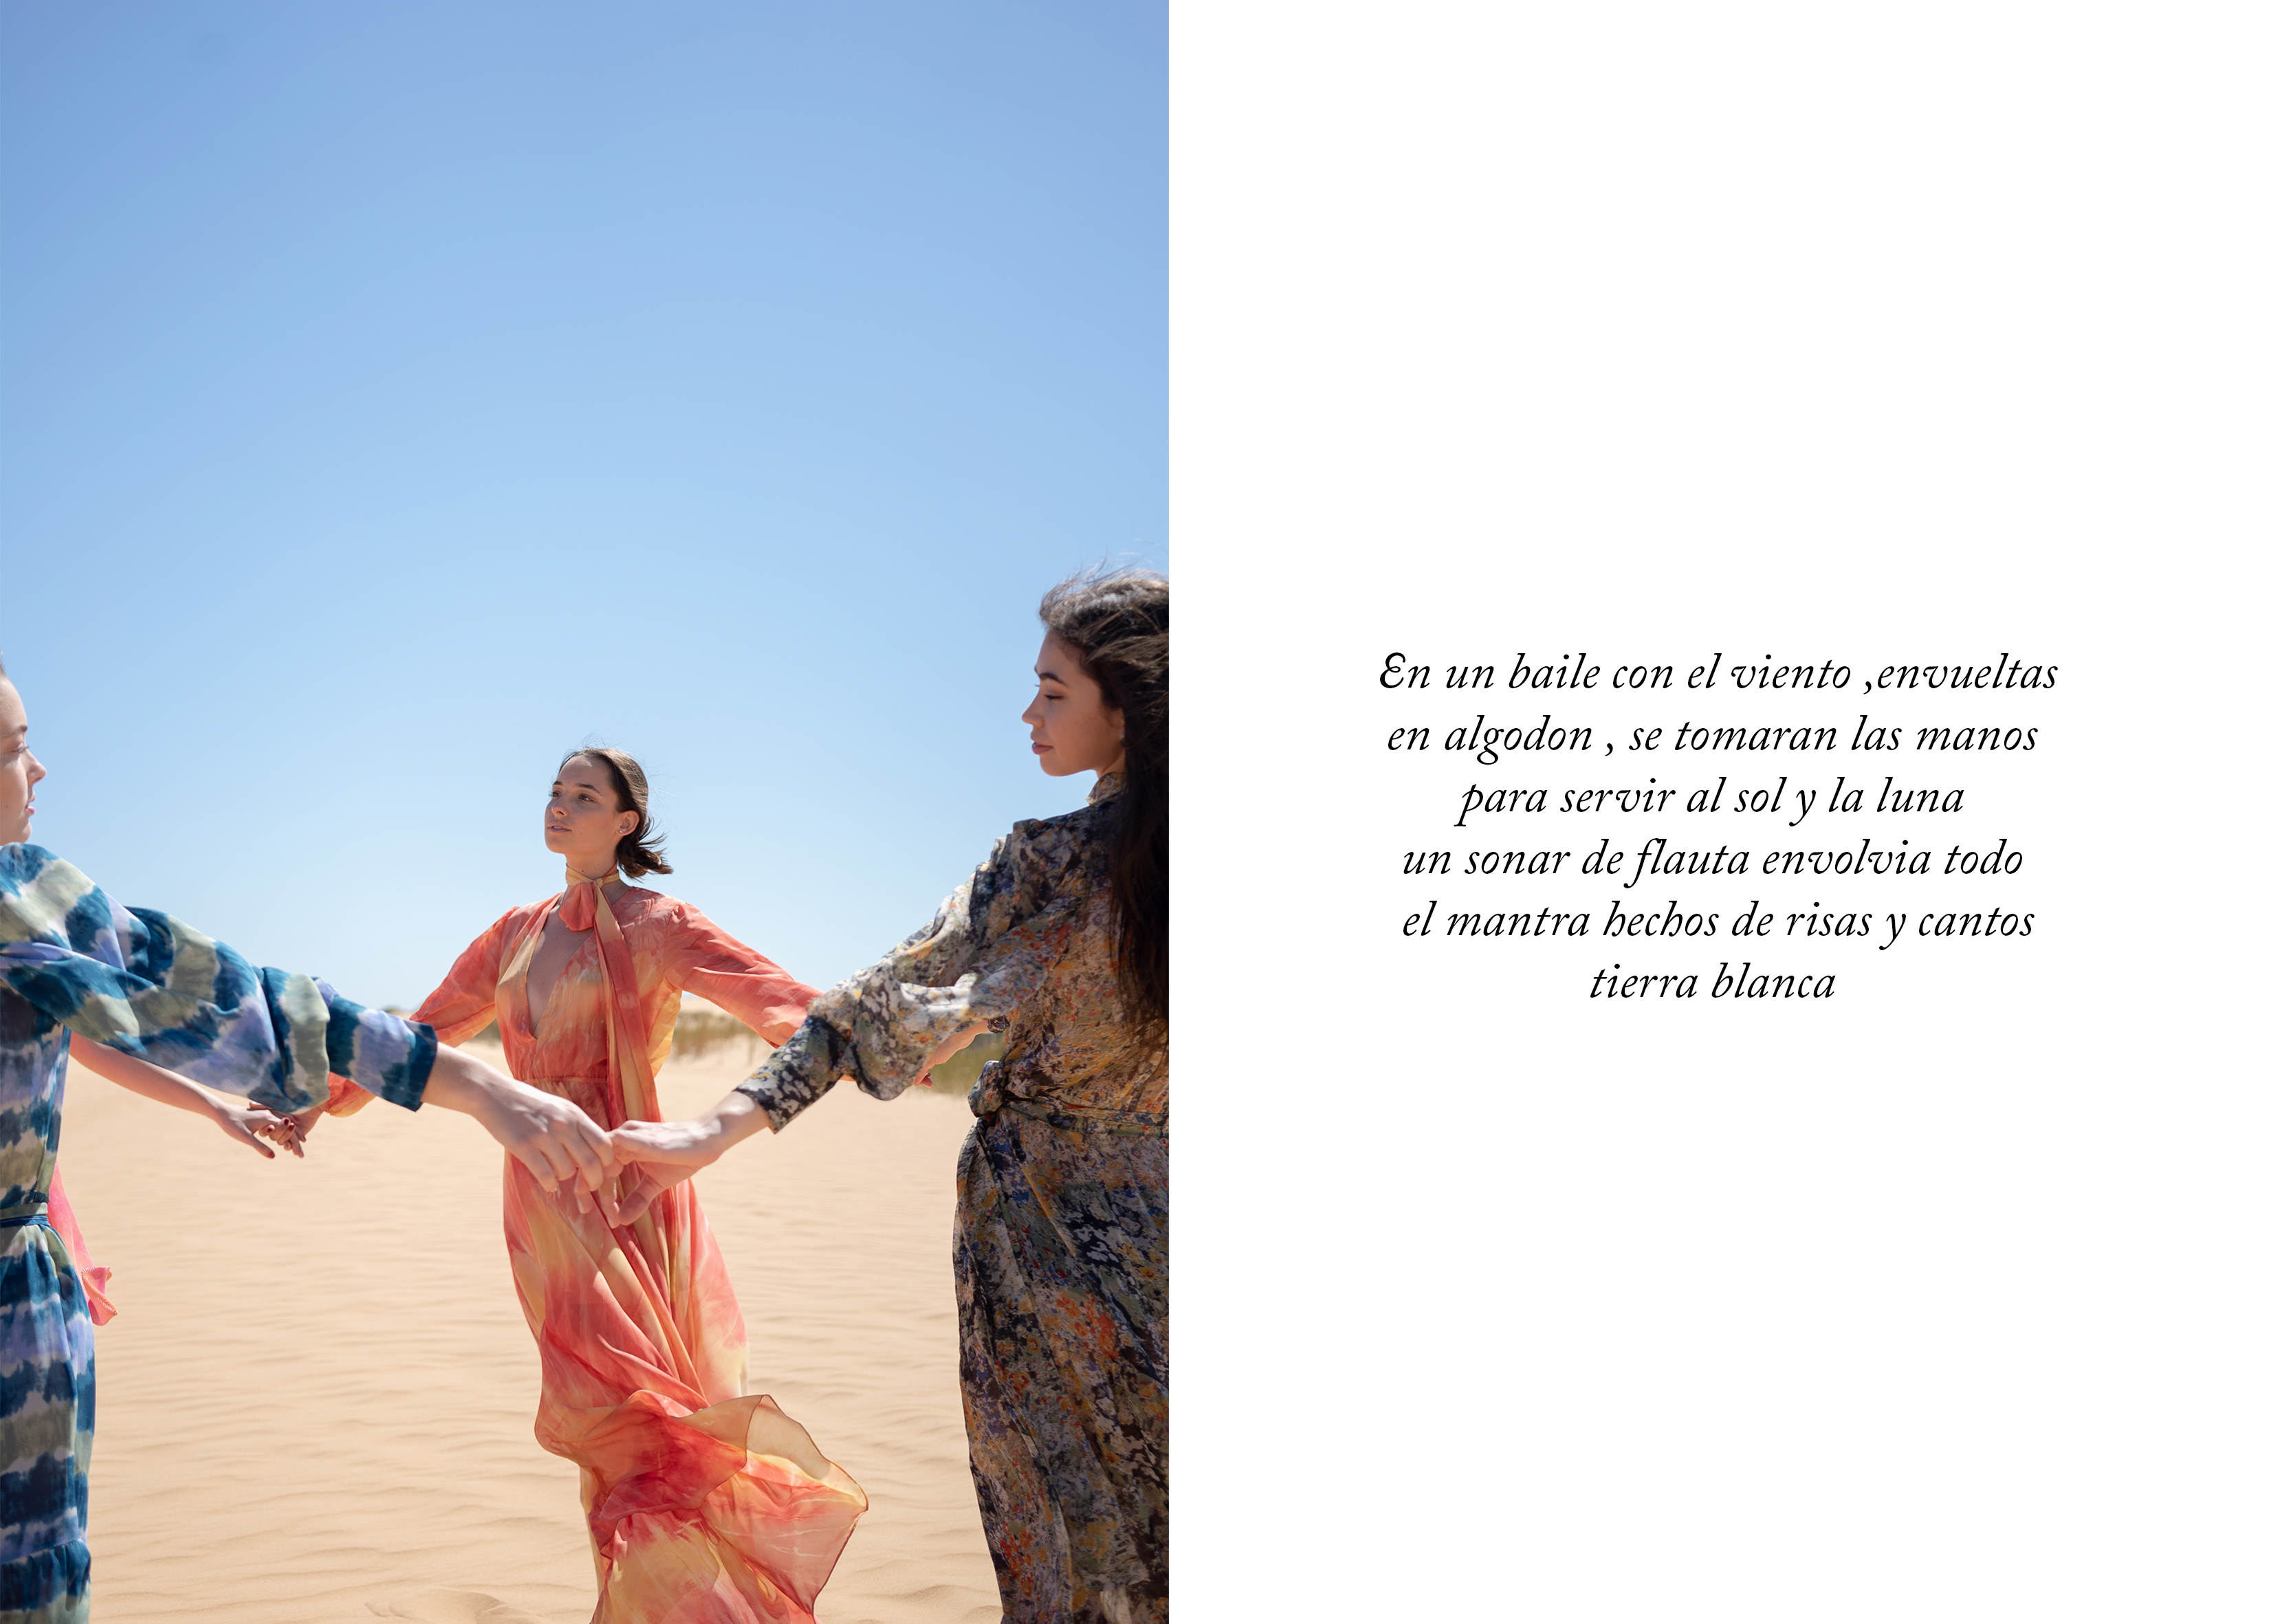 En un baile con el viento ,envueltas
en algodon , se tomaran las manos
para servir al sol y la luna
un sonar de flauta envolvia todo
el mantra hechos de risas y cantos
tierra blanca